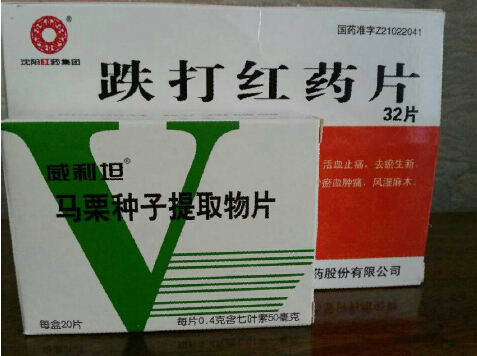 国药准字Z21022041
沈阳红药集团
跌打红药片
32片
活血止痛，去瘀生新
瘀血肿痛，风湿麻木
药股份有限公司
威利坦®
马栗种子提取物片
每盒20片
每片0.4克含七叶素50毫克